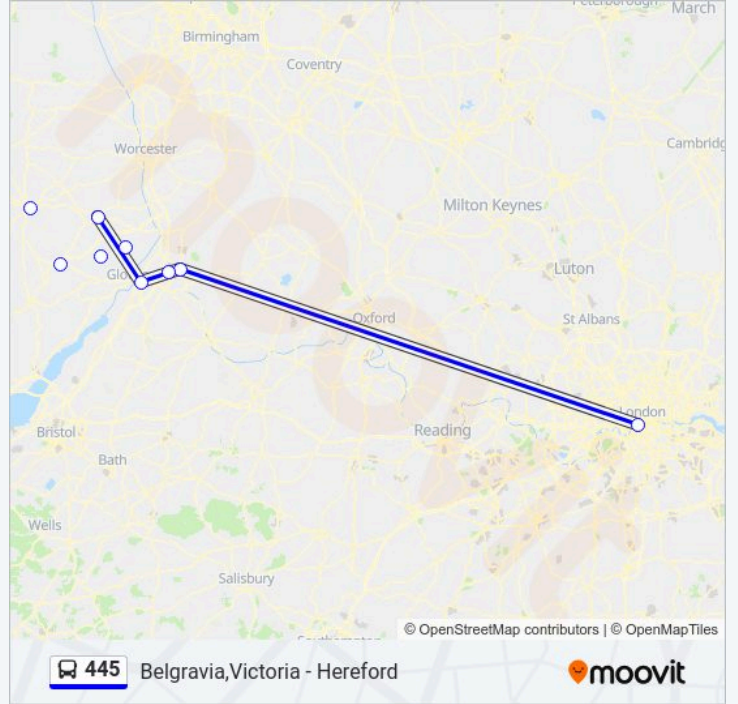 Peterborough
March
Birmingham
Coventry
Worcester
Cambridg
Milton Keynes
Glo
Luton
Oxford
St Albans
London
Bristol
Reading
Bath
Wells
Salisbury
© OpenStreetMap contributors | © OpenMapTiles
445 Belgravia,Victoria - Hereford
moovit